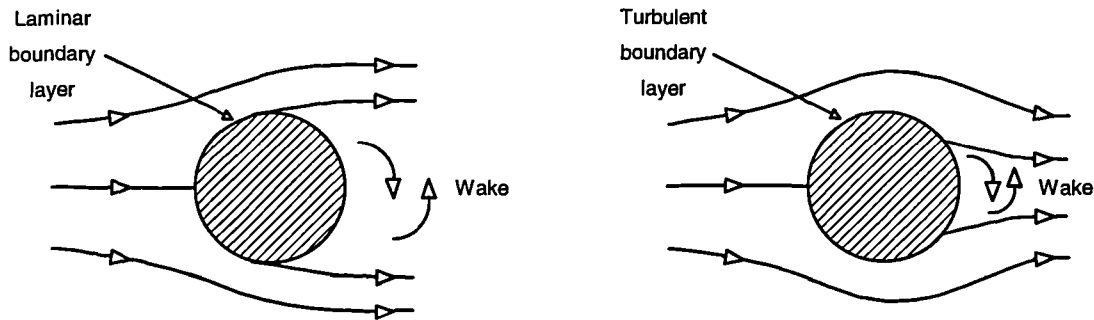 Laminar
boundary
layer
Wake
Turbulent
boundary
layer
Wake